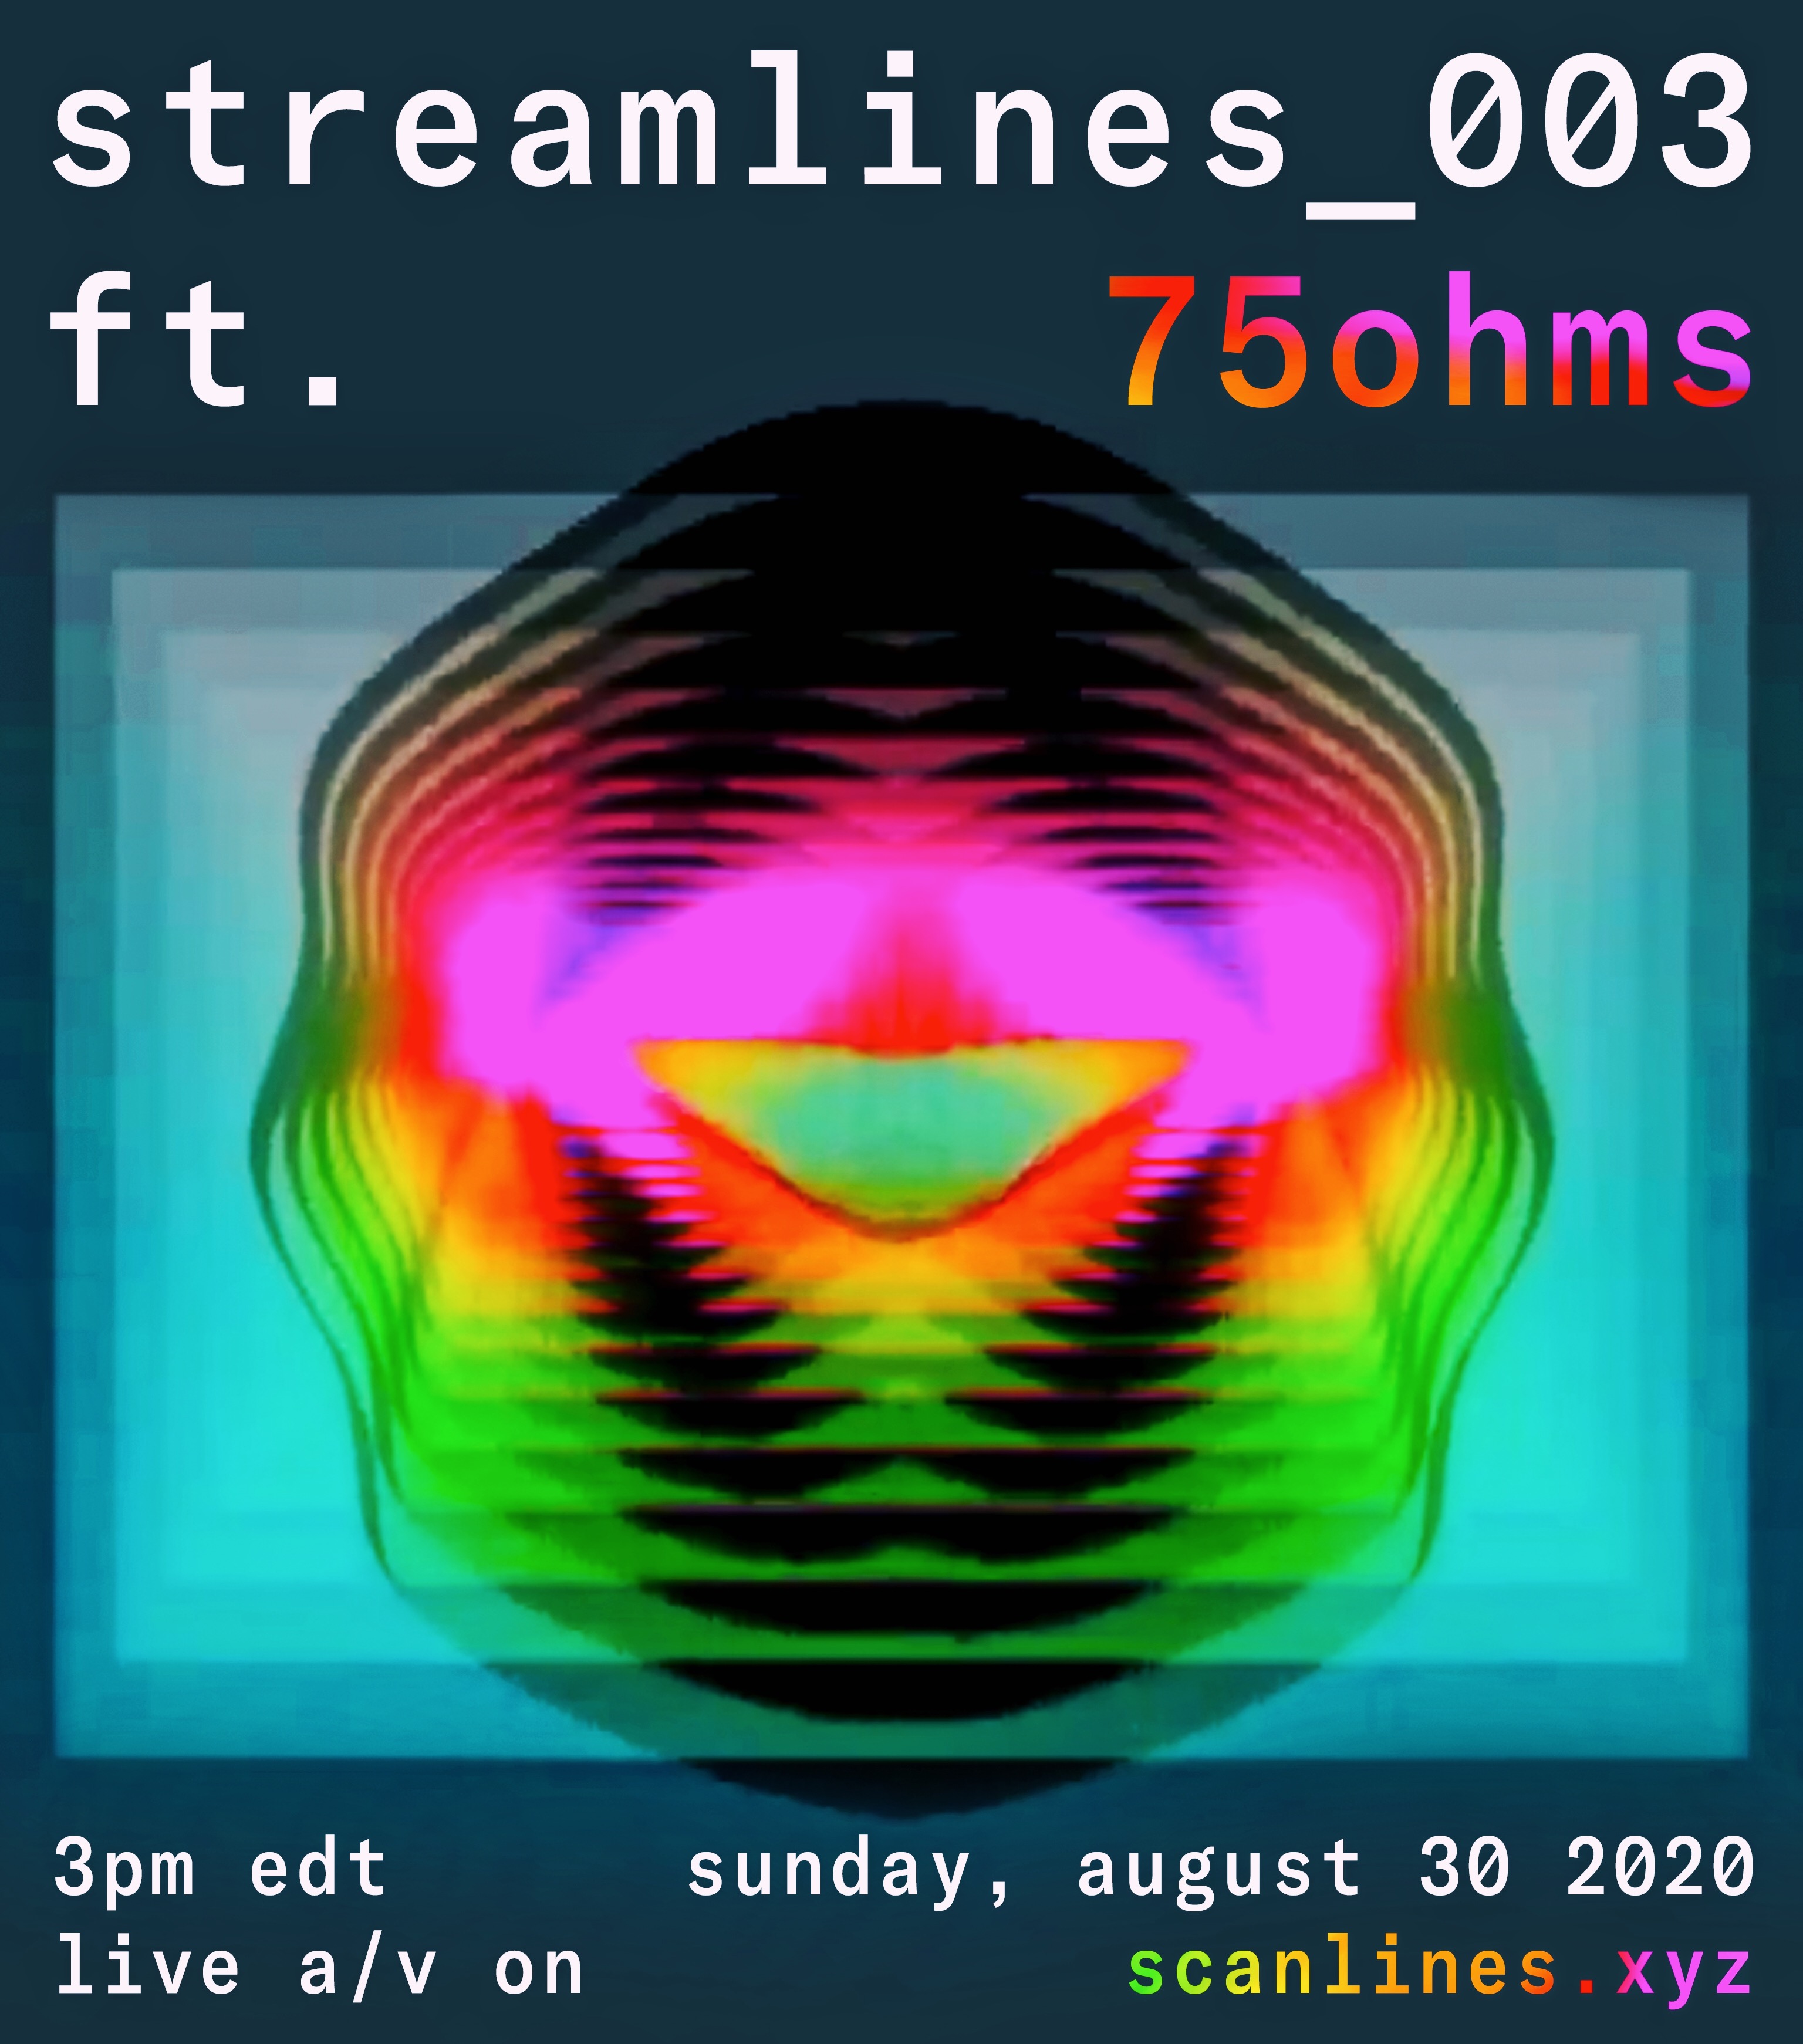 streamlines_003
ft. 75ohms
3pm edt sunday, august 30 2020
live a/v on scanlines.xyz